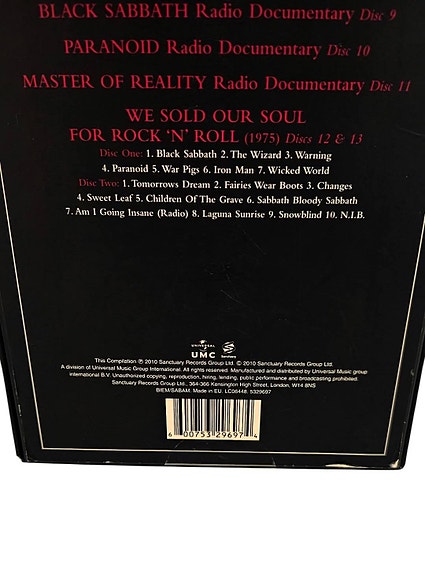 BLACK SABBATH Radio Documentary Disc 9
PARANOID Radio Documentary Disc 10
MASTER OF REALITY Radio Documentary Disc 11
WE SOLD OUR SOUL
FOR ROCK 'N' ROLL (1975) Discs 12 & 13
Disc One: 1. Black Sabbath 2. The Wizard 3. Warning
4. Paranoid 5. War Pigs 6. Iron Man 7. Wicked World
Disc Two: 1. Tomorrows Dream 2. Fairies Wear Boots 3. Changes
4. Sweet Leaf 5. Children Of The Grave 6. Sabbath Bloody Sabbath
7. Am I Going Insane (Radio) 8. Laguna Sunrise 9. Snowblind 10. N.I.B.
UNIVERSAL
UMC Sanctuary
This Compilation ℗ 2010 Sanctuary Records Group Ltd. © 2010 Sanctuary Records Group Ltd.
A division of Universal Music Group International. All rights reserved. Manufactured and distributed by Universal Music group
international B.V. Unauthorized copying, reproduction, hiring, lending, public performance and broadcasting prohibited.
Sanctuary Records Group Ltd., 364-366 Kensington High Street, London, W14 8NS
BIEM/SABAM. Made in EU. LC06448. 5329697
6 00753 29697 4